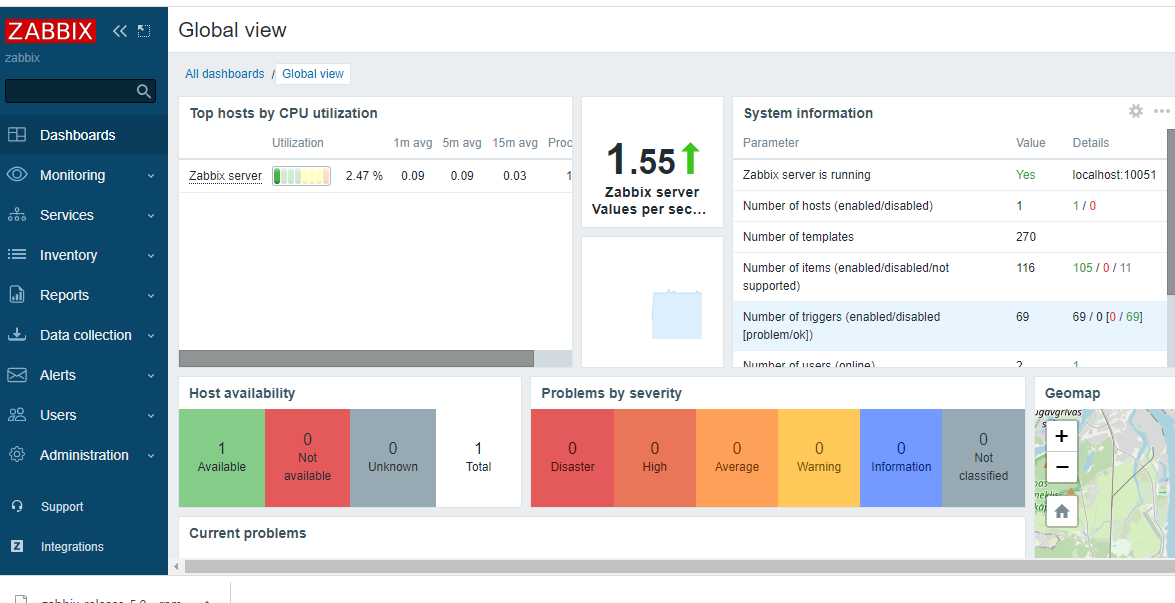 ZABBIX
zabbix
Dashboards
Monitoring
Services
Inventory
Reports
Data collection
Alerts
Users
Administration
Support
Integrations
Global view
All dashboards / Global view
Top hosts by CPU utilization
Utilization 1m avg 5m avg 15m avg Proc
Zabbix server 2.47 % 0.09 0.09 0.03 1
1.55
Zabbix server
Values per sec...
System information
Parameter Value Details
Zabbix server is running Yes localhost:10051
Number of hosts (enabled/disabled) 1 1 / 0
Number of templates 270
Number of items (enabled/disabled/not 116 105 / 0 / 11
supported)
Number of triggers (enabled/disabled 69 69 / 0 [0 / 69]
[problem/ok])
Number of users (online) 2 1
Host availability
1
Available
0
Not
available
0
Unknown
1
Total
Problems by severity
0
Disaster
0
High
0
Average
0
Warning
0
Information
0
Not
classified
Geomap
+
−
Current problems